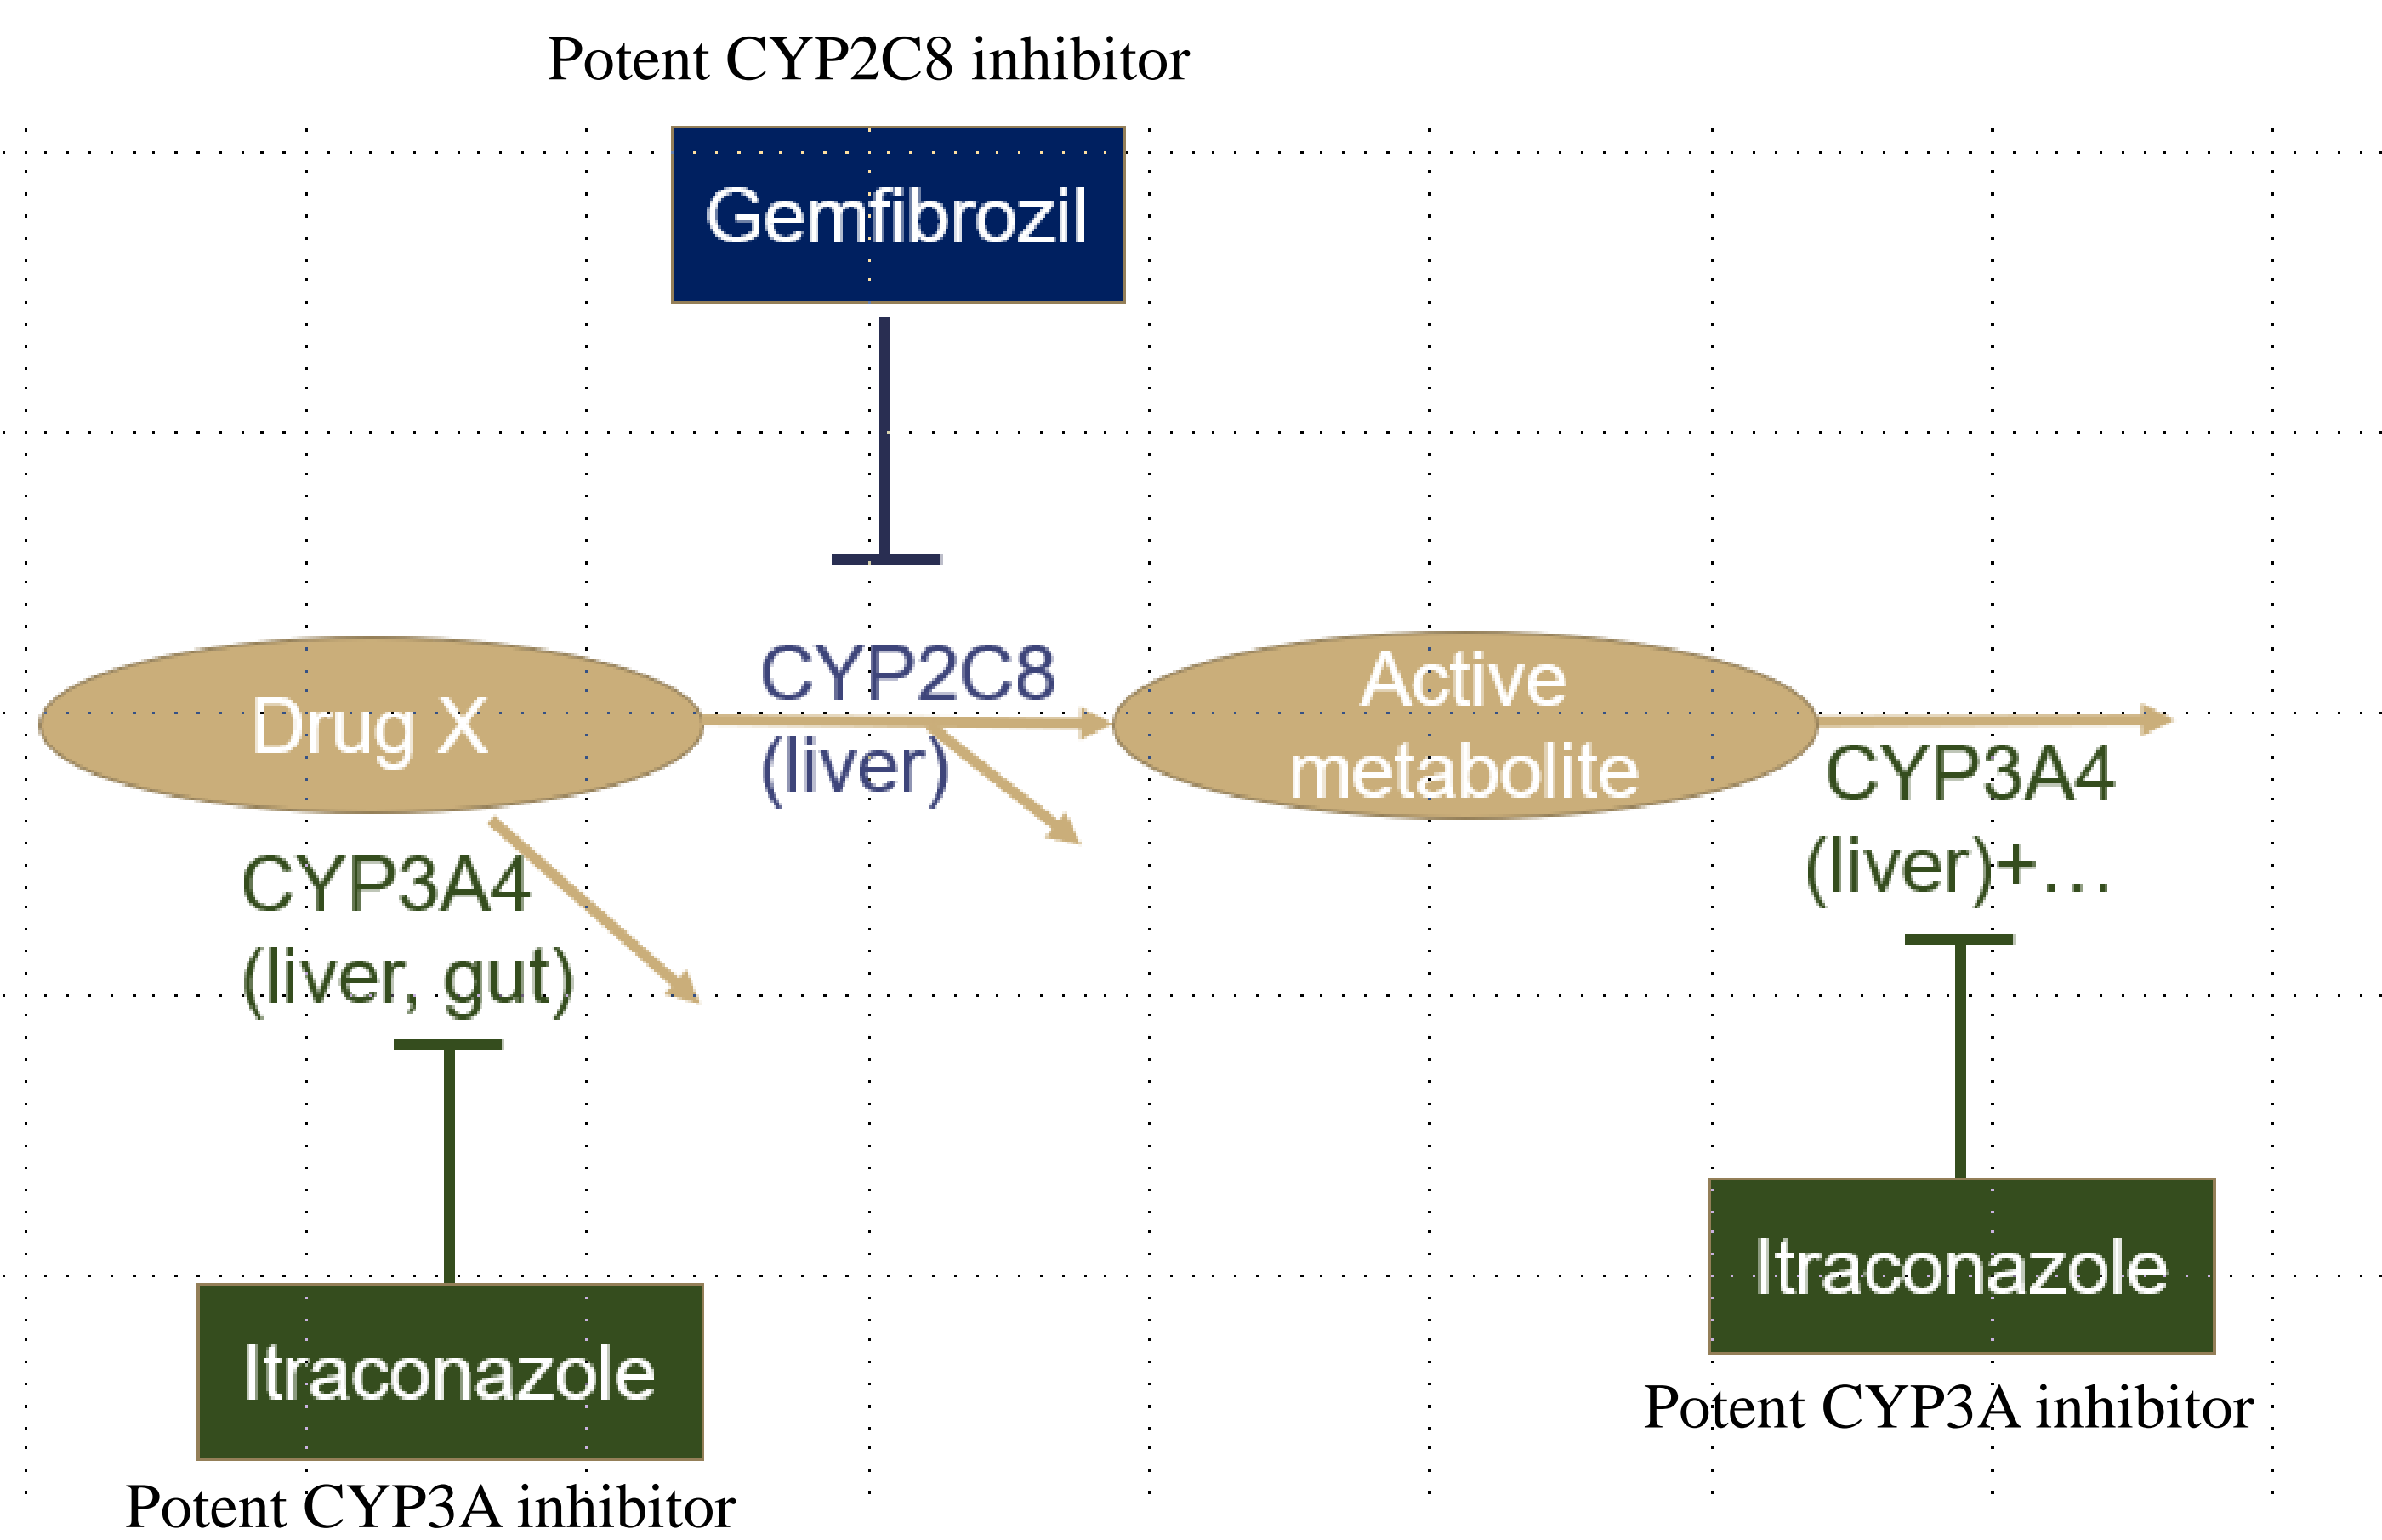 Potent CYP2C8 inhibitor
Gemfibrozil
Drug X
CYP2C8
(liver)
Active
metabolite
CYP3A4
(liver)+...
CYP3A4
(liver, gut)
Itraconazole
Potent CYP3A inhibitor
Itraconazole
Potent CYP3A inhibitor